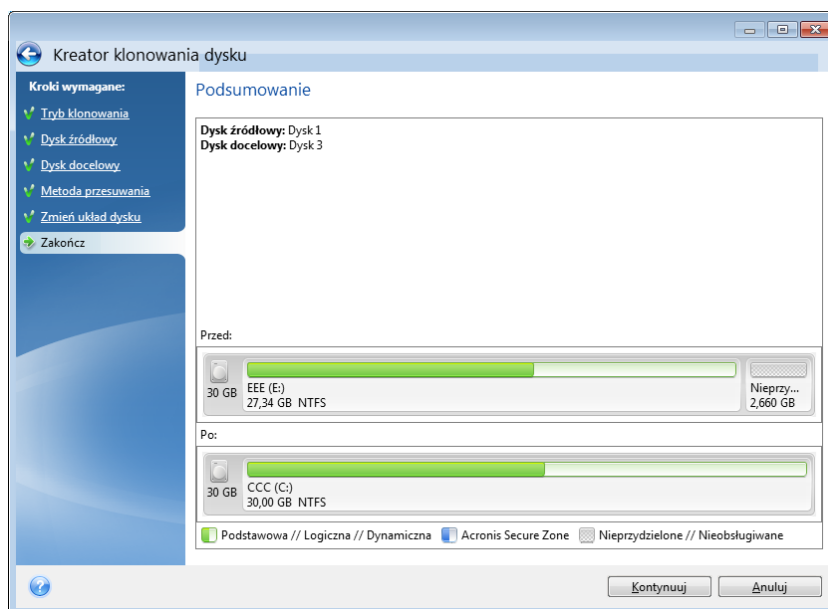 Kreator klonowania dysku
Kroki wymagane:
Tryb klonowania
Dysk źródłowy
Dysk docelowy
Metoda przesuwania
Zmień układ dysku
Zakończ
Podsumowanie
Dysk źródłowy: Dysk 1
Dysk docelowy: Dysk 3
Przed:
30 GB
EEE (E:)
27,34 GB NTFS
Nieprzy...
2,660 GB
Po:
30 GB
CCC (C:)
30,00 GB NTFS
Podstawowa // Logiczna // Dynamiczna
Acronis Secure Zone
Nieprzydzielone // Nieobsługiwane
?
Kontynuuj
Anuluj